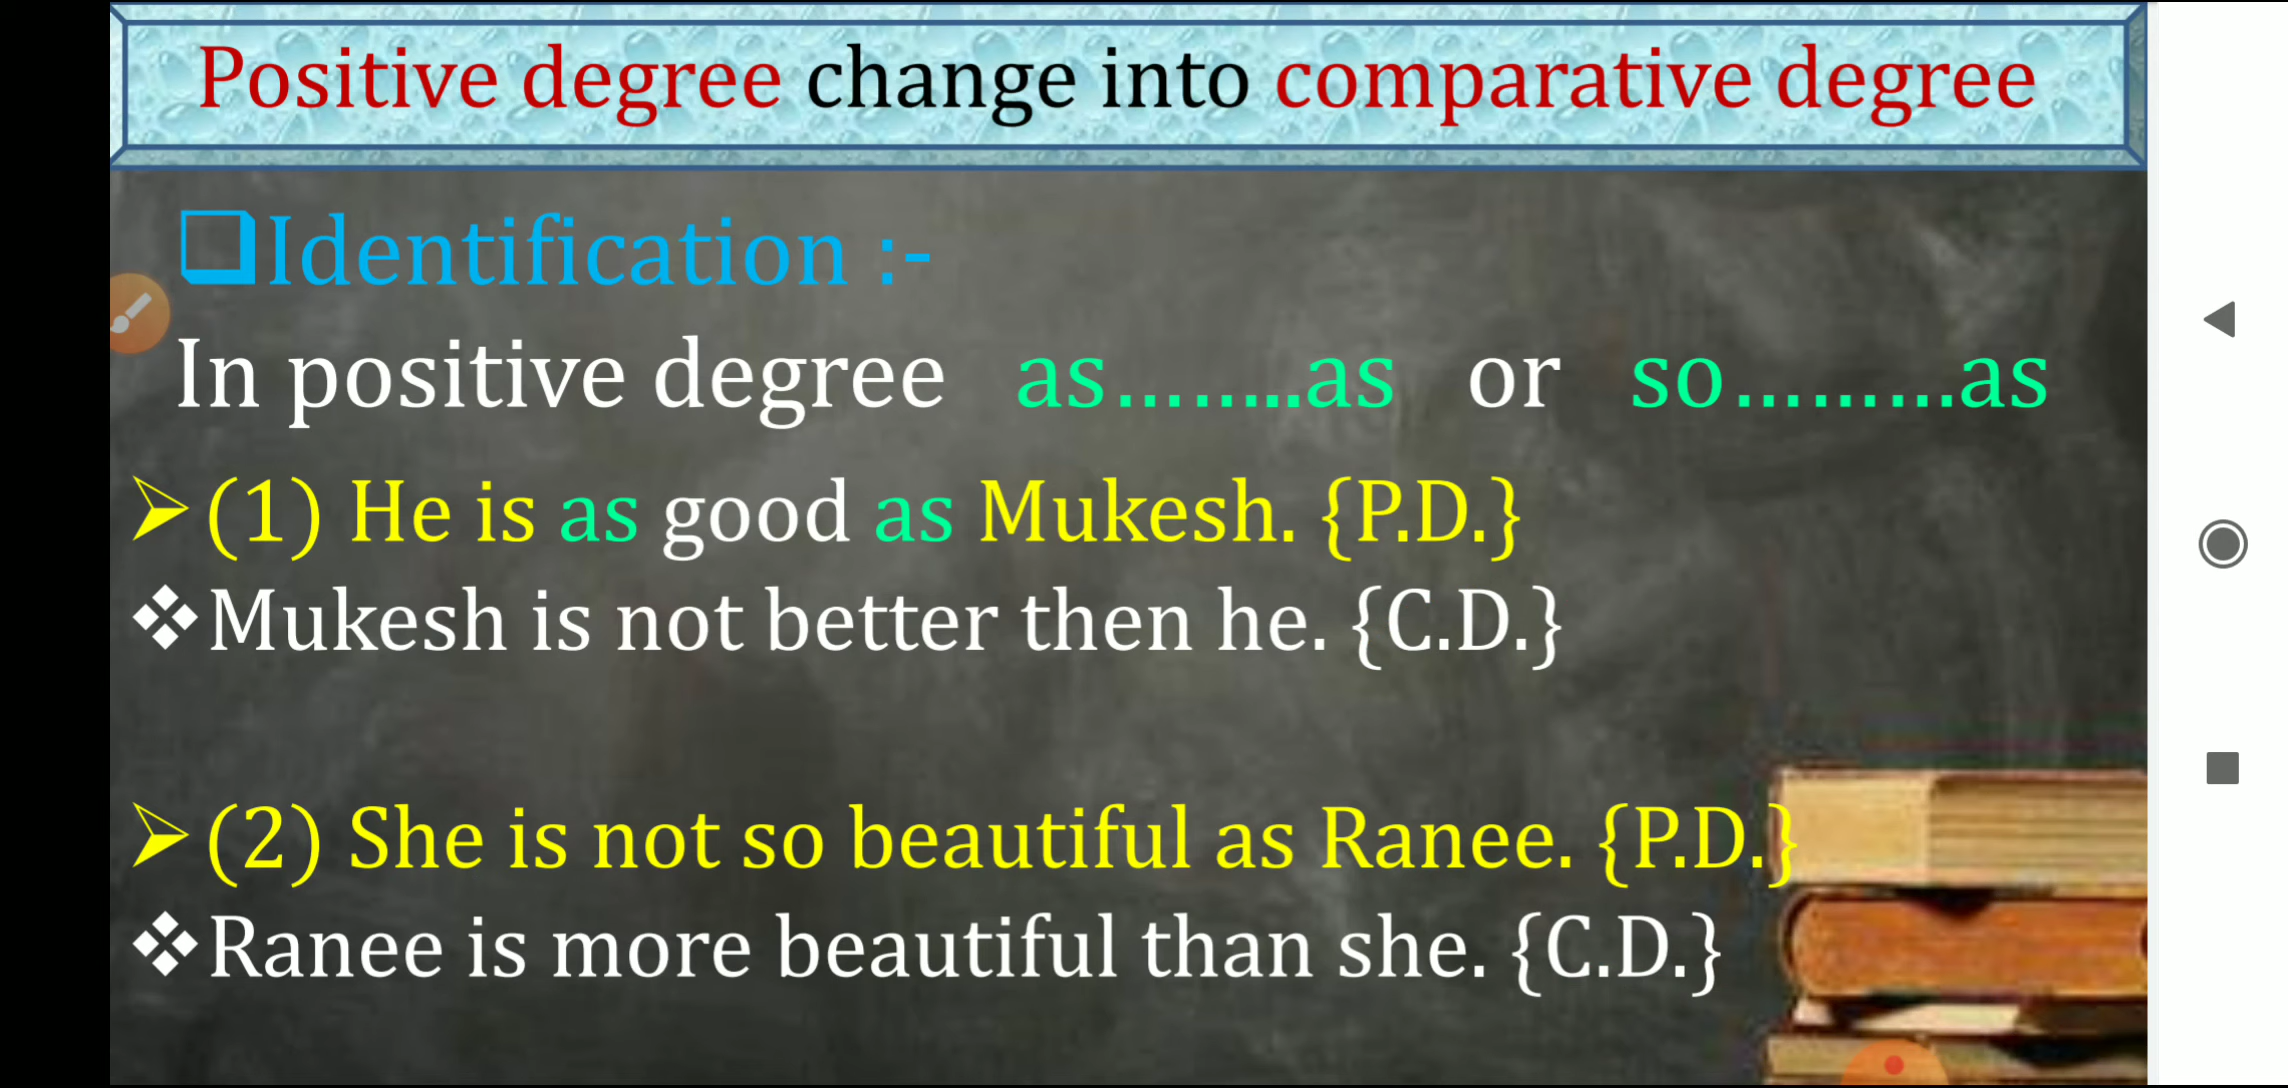 Positive degree change into comparative degree
❑Identification :-
In positive degree as……..as or so………as
➢(1) He is as good as Mukesh. {P.D.}
❖Mukesh is not better then he. {C.D.}
➢(2) She is not so beautiful as Ranee. {P.D.}
❖Ranee is more beautiful than she. {C.D.}